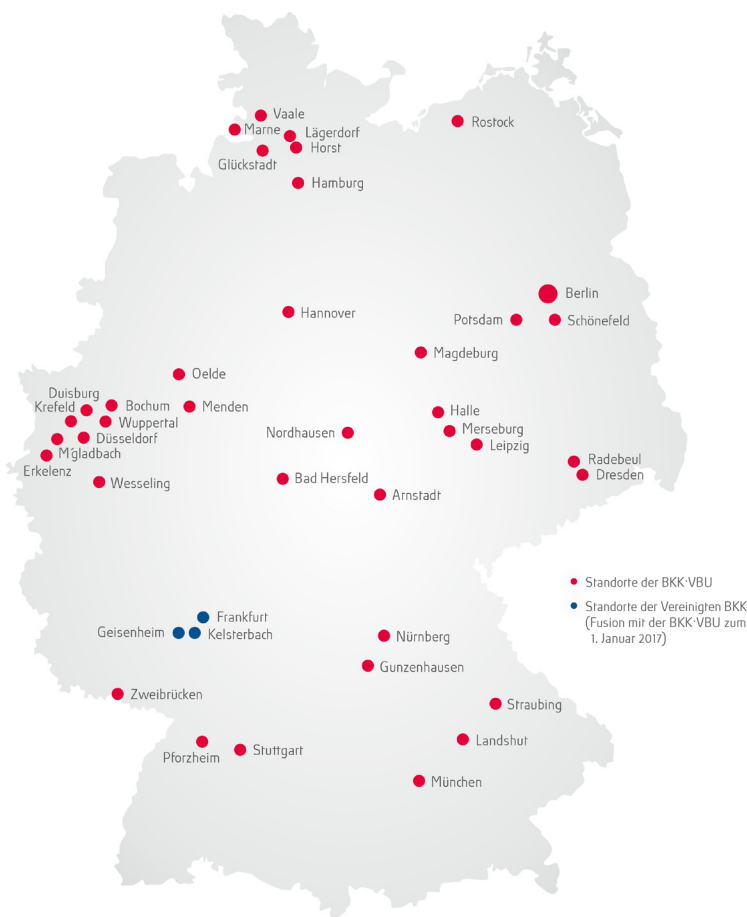 Vaale
Marne
Lägerdorf
Rostock
Horst
Glückstadt
Hamburg
Berlin
Hannover
Potsdam
Schönefeld
Magdeburg
Oelde
Duisburg
Krefeld
Bochum
Menden
Halle
Wuppertal
Nordhausen
Merseburg
Düsseldorf
Leipzig
M'gladbach
Radebeul
Erkelenz
Dresden
Wesseling
Bad Hersfeld
Arnstadt
Standorte der BKK·VBU
Standorte der Vereinigten BKK
(Fusion mit der BKK·VBU zum
1. Januar 2017)
Frankfurt
Geisenheim
Kelsterbach
Nürnberg
Gunzenhausen
Zweibrücken
Straubing
Landshut
Pforzheim
Stuttgart
München